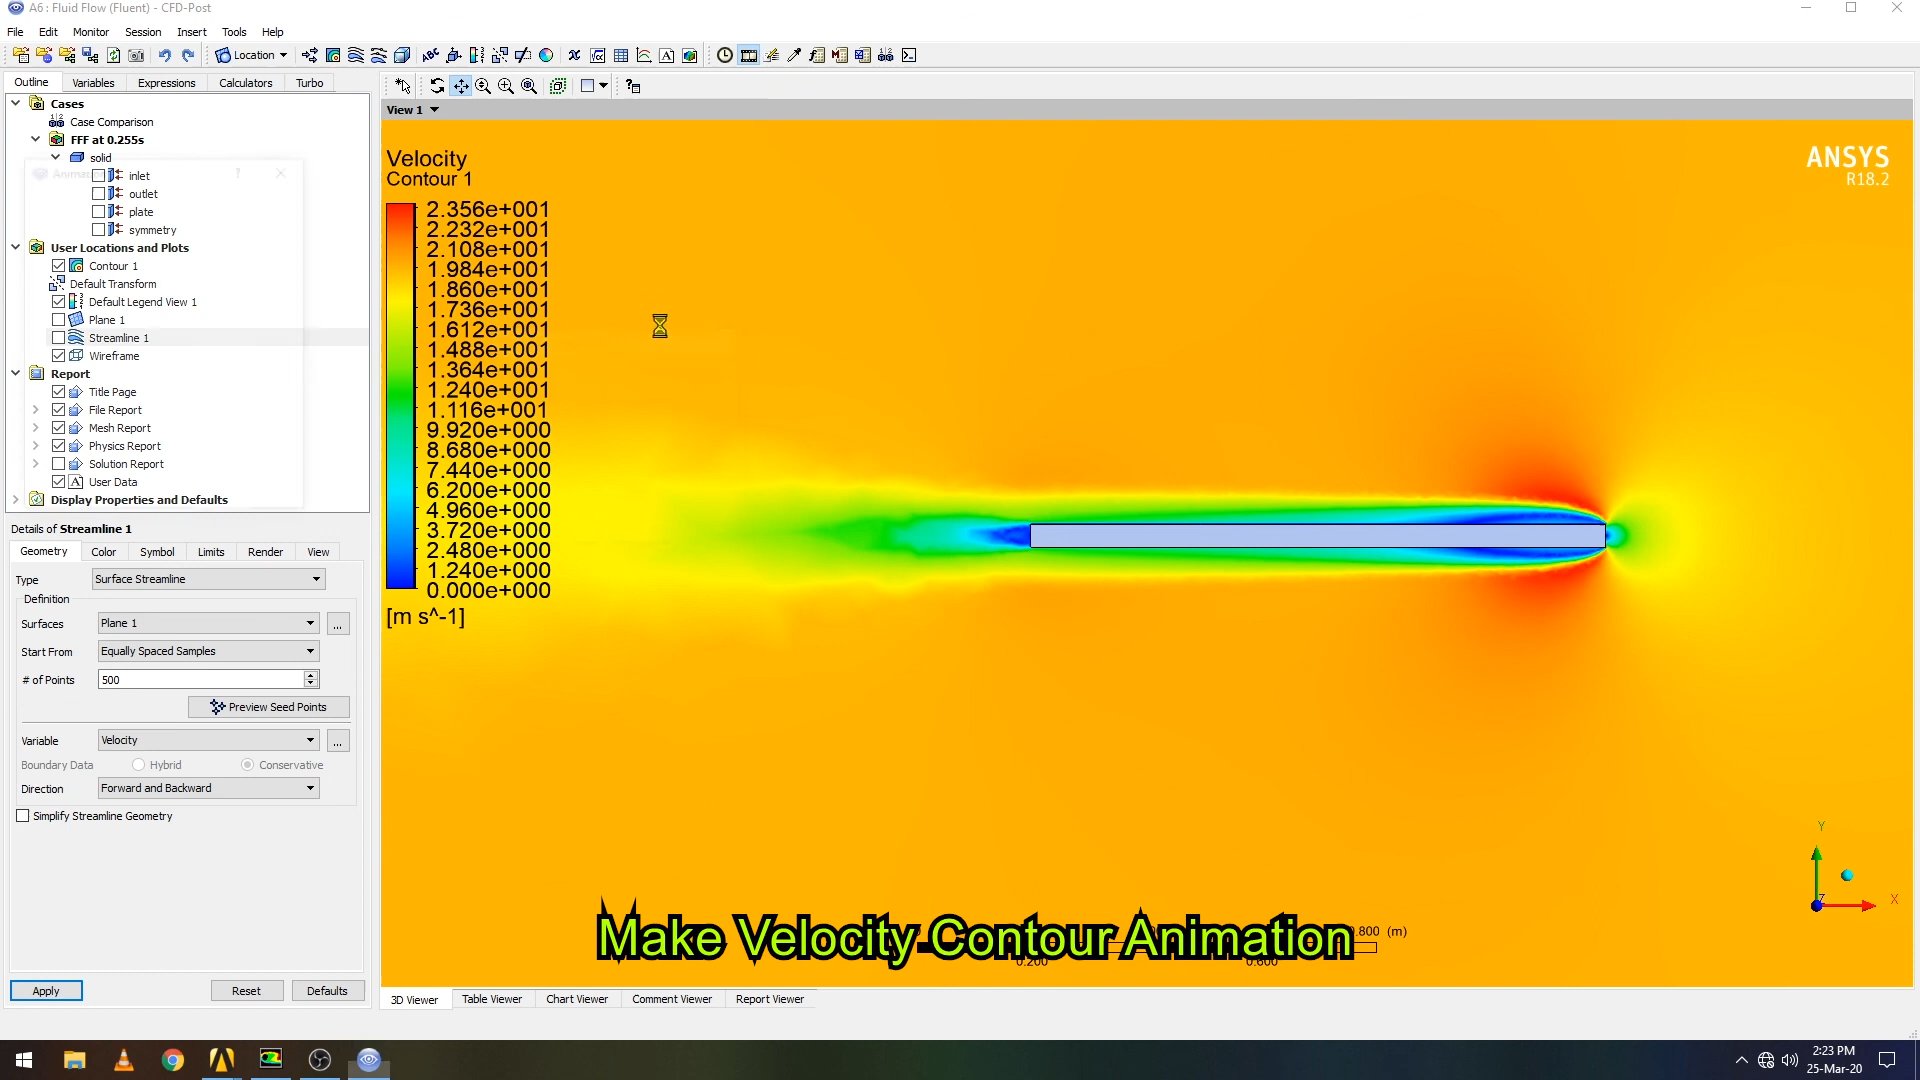 A6 : Fluid Flow (Fluent) - CFD-Post
File Edit Monitor Session Insert Tools Help
Location
Outline Variables Expressions Calculators Turbo
View 1
Cases
Case Comparison
FFF at 0.255s
solid
inlet
outlet
plate
symmetry
User Locations and Plots
Contour 1
Default Transform
Default Legend View 1
Plane 1
Streamline 1
Wireframe
Report
Title Page
File Report
Mesh Report
Physics Report
Solution Report
User Data
Display Properties and Defaults
Details of Streamline 1
Geometry Color Symbol Limits Render View
Type Surface Streamline
Definition
Surfaces Plane 1 ...
Start From Equally Spaced Samples
# of Points 500
Preview Seed Points
Variable Velocity ...
Boundary Data Hybrid Conservative
Direction Forward and Backward
Simplify Streamline Geometry
Apply Reset Defaults
Velocity
Contour 1
2.356e+001
2.232e+001
2.108e+001
1.984e+001
1.860e+001
1.736e+001
1.612e+001
1.488e+001
1.364e+001
1.240e+001
1.116e+001
9.920e+000
8.680e+000
7.440e+000
6.200e+000
4.960e+000
3.720e+000
2.480e+000
1.240e+000
0.000e+000
[m s^-1]
ANSYS
R18.2
Y
X
Z
Make Velocity Contour Animation
(m)
0.200 0.600
3D Viewer Table Viewer Chart Viewer Comment Viewer Report Viewer
2:23 PM
25-Mar-20